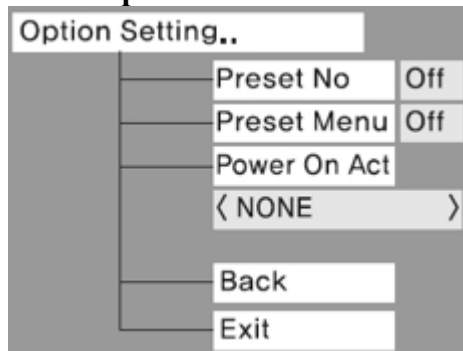 Option Setting..
Preset No Off
Preset Menu Off
Power On Act
〈 NONE 〉
Back
Exit